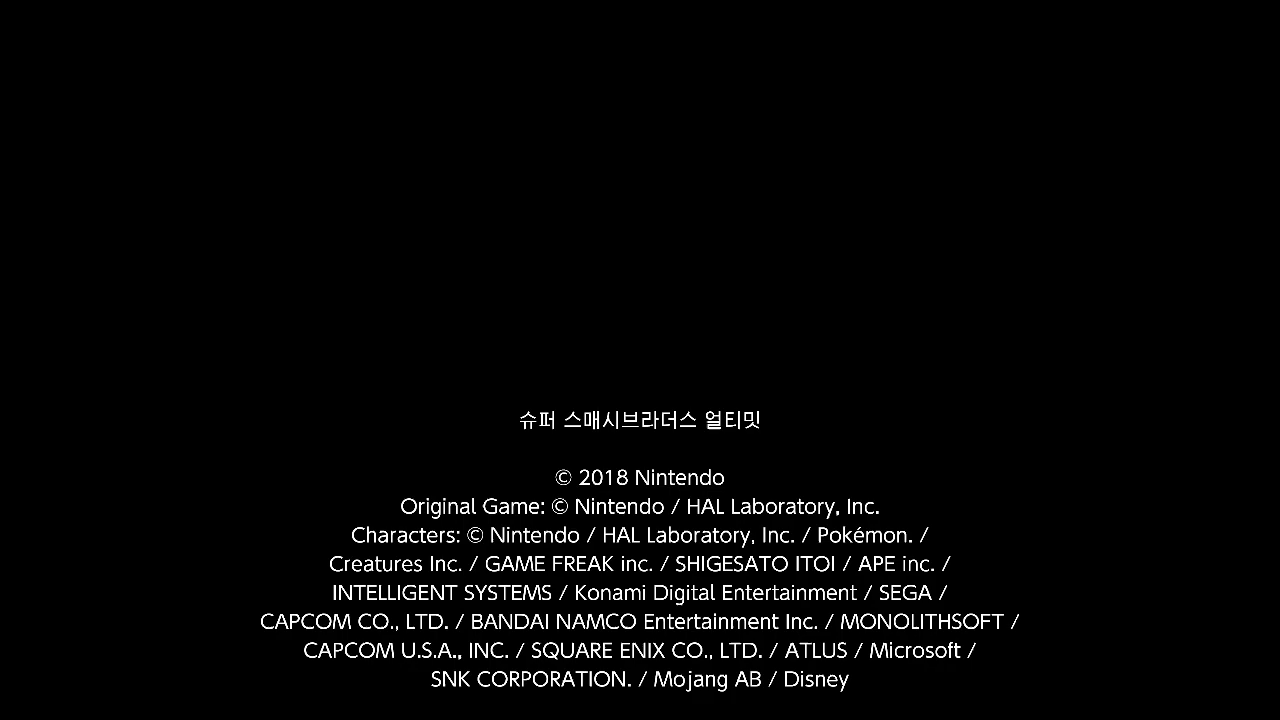 슈퍼 스매시브라더스 얼티밋
© 2018 Nintendo
Original Game: © Nintendo / HAL Laboratory, Inc.
Characters: © Nintendo / HAL Laboratory, Inc. / Pokémon. /
Creatures Inc. / GAME FREAK inc. / SHIGESATO ITOI / APE inc. /
INTELLIGENT SYSTEMS / Konami Digital Entertainment / SEGA /
CAPCOM CO., LTD. / BANDAI NAMCO Entertainment Inc. / MONOLITHSOFT /
CAPCOM U.S.A., INC. / SQUARE ENIX CO., LTD. / ATLUS / Microsoft /
SNK CORPORATION. / Mojang AB / Disney